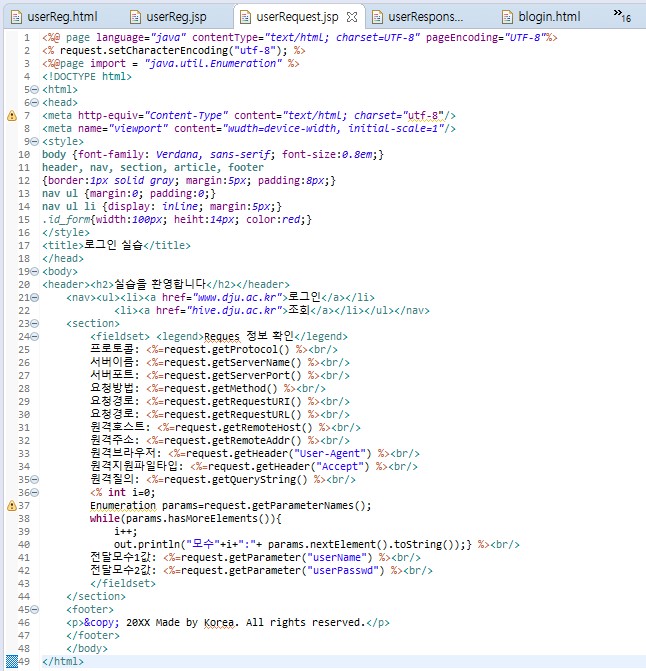 userReg.html userReg.jsp userRequest.jsp userRespons... blogin.html »16
1 <%@ page language="java" contentType="text/html; charset=UTF-8" pageEncoding="UTF-8"%>
2 <% request.setCharacterEncoding("utf-8"); %>
3 <%@page import = "java.util.Enumeration" %>
4 <!DOCTYPE html>
5 <html>
6 <head>
7 <meta http-equiv="Content-Type" content="text/html; charset="utf-8"/>
8 <meta name="viewport" content="wudth=device-width, initial-scale=1"/>
9 <style>
10 body {font-family: Verdana, sans-serif; font-size:0.8em;}
11 header, nav, section, article, footer
12 {border:1px solid gray; margin:5px; padding:8px;}
13 nav ul {margin:0; padding:0;}
14 nav ul li {display: inline; margin:5px;}
15 .id_form{width:100px; heiht:14px; color:red;}
16 </style>
17 <title>로그인 실습</title>
18 </head>
19 <body>
20 <header><h2>실습을 환영합니다</h2></header>
21 <nav><ul><li><a href="www.dju.ac.kr">로그인</a></li>
22 <li><a href="hive.dju.ac.kr">조회</a></li></ul></nav>
23 <section>
24 <fieldset> <legend>Reques 정보 확인</legend>
25 프로토콜: <%=request.getProtocol() %><br/>
26 서버이름: <%=request.getServerName() %><br/>
27 서버포트: <%=request.getServerPort() %><br/>
28 요청방법: <%=request.getMethod() %><br/>
29 요청경로: <%=request.getRequestURI() %><br/>
30 요청경로: <%=request.getRequestURL() %><br/>
31 원격호스트: <%=request.getRemoteHost() %><br/>
32 원격주소: <%=request.getRemoteAddr() %><br/>
33 원격브라우저: <%=request.getHeader("User-Agent") %><br/>
34 원격지원파일타입: <%=request.getHeader("Accept") %><br/>
35 원격질의: <%=request.getQueryString() %><br/>
36 <% int i=0;
37 Enumeration params=request.getParameterNames();
38 while(params.hasMoreElements()){
39 i++;
40 out.println("모수"+i+":"+ params.nextElement().toString());} %><br/>
41 전달모수1값: <%=request.getParameter("userName") %><br/>
42 전달모수2값: <%=request.getParameter("userPasswd") %><br/>
43 </fieldset>
44 </section>
45 <footer>
46 <p>&copy; 20XX Made by Korea. All rights reserved.</p>
47 </footer>
48 </body>
49 </html>